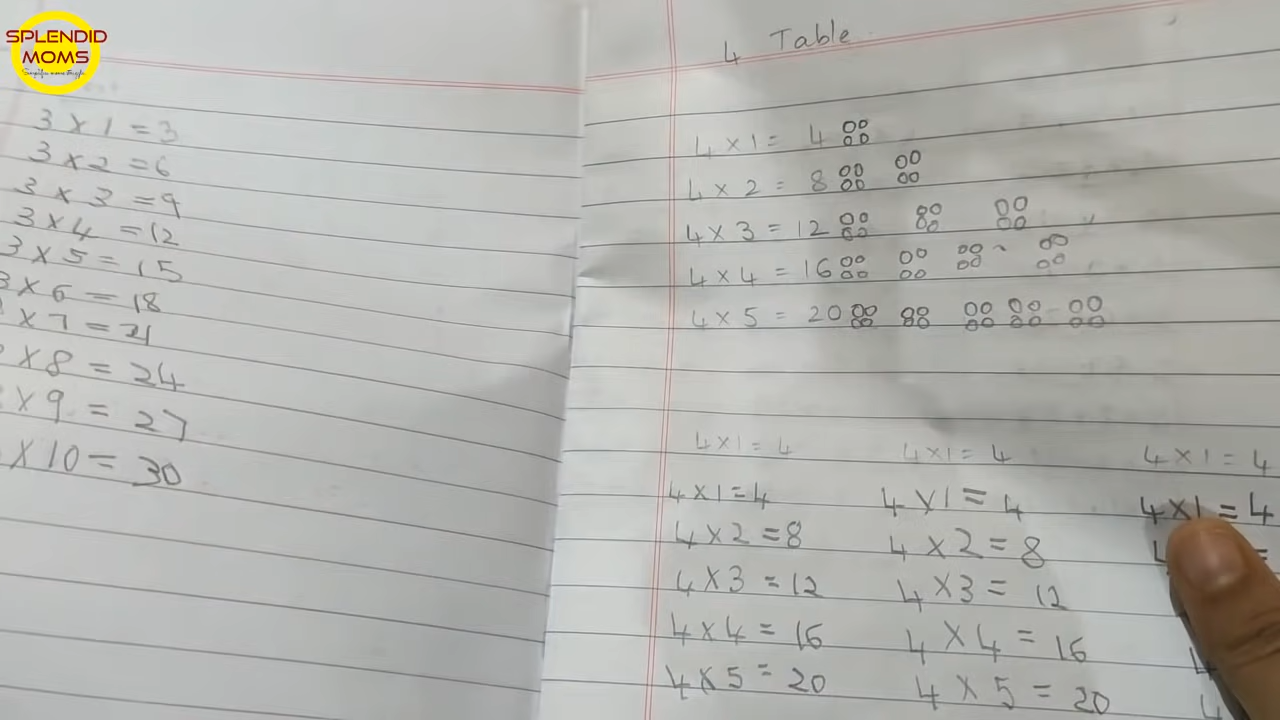 SPLENDID
MOMS
3 x 1 = 3
3 x 2 = 6
3 x 3 = 9
3 x 4 = 12
3 x 5 = 15
3 x 6 = 18
x 7 = 21
x 8 = 24
x 9 = 27
x 10 = 30
4 Table
4 x 1 = 4
4 x 2 = 8
4 x 3 = 12
4 x 4 = 16
4 x 5 = 20
4 x 1 = 4 4 x 1 = 4 4 x 1 = 4
4 x 1 = 4 4 x 1 = 4 4 x 1 = 4
4 x 2 = 8 4 x 2 = 8 4 =
4 x 3 = 12 4 x 3 = 12
4 x 4 = 16 4 x 4 = 16 4
4 x 5 = 20 4 x 5 = 20 4